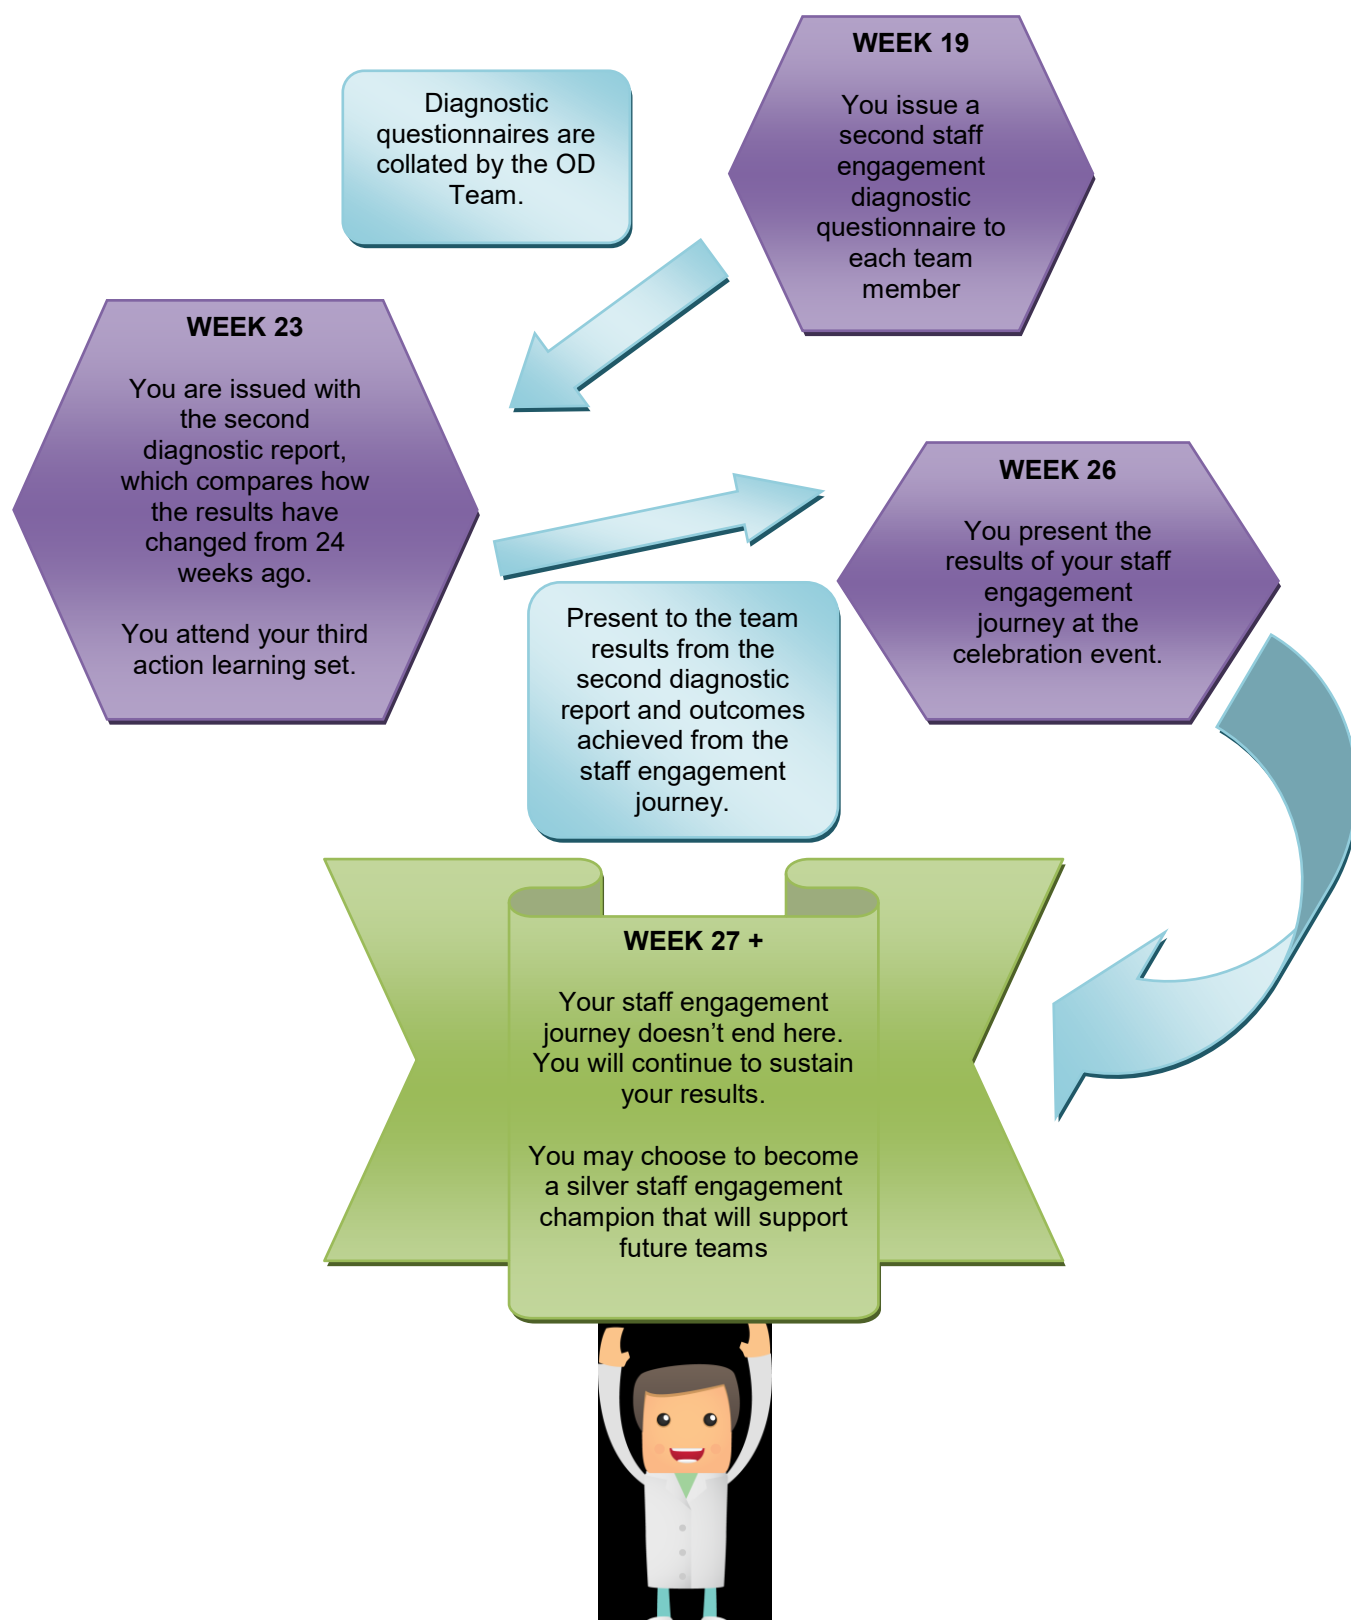 WEEK 19
You issue a
second staff
engagement
diagnostic
questionnaire to
each team
member
Diagnostic
questionnaires are
collated by the OD
Team.
WEEK 23
You are issued with
the second
diagnostic report,
which compares how
the results have
changed from 24
weeks ago.
You attend your third
action learning set.
Present to the team
results from the
second diagnostic
report and outcomes
achieved from the
staff engagement
journey.
WEEK 26
You present the
results of your staff
engagement
journey at the
celebration event.
WEEK 27 +
Your staff engagement
journey doesn’t end here.
You will continue to sustain
your results.
You may choose to become
a silver staff engagement
champion that will support
future teams